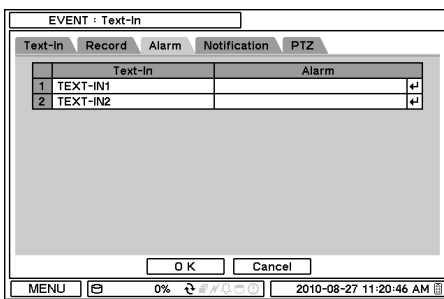 EVENT : Text-In
Text-In Record Alarm Notification PTZ
Text-In Alarm
1 TEXT-IN1
2 TEXT-IN2
O K Cancel
MENU 0% 2010-08-27 11:20:46 AM